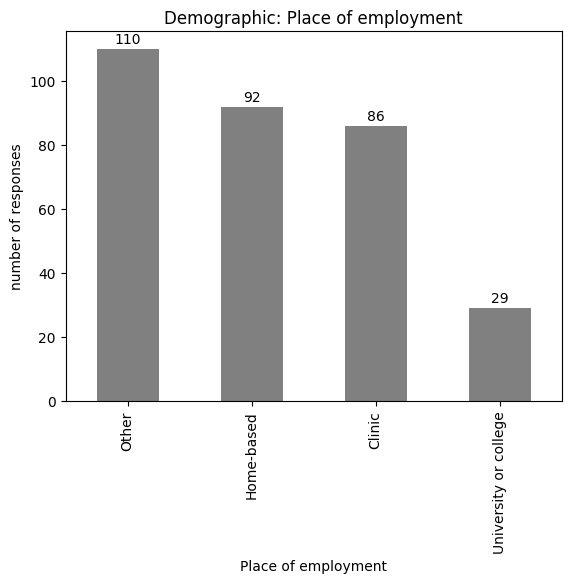 Demographic: Place of employment
number of responses
100
80
60
40
20
0
110
92
86
29
Other
Home-based
Clinic
University or college
Place of employment